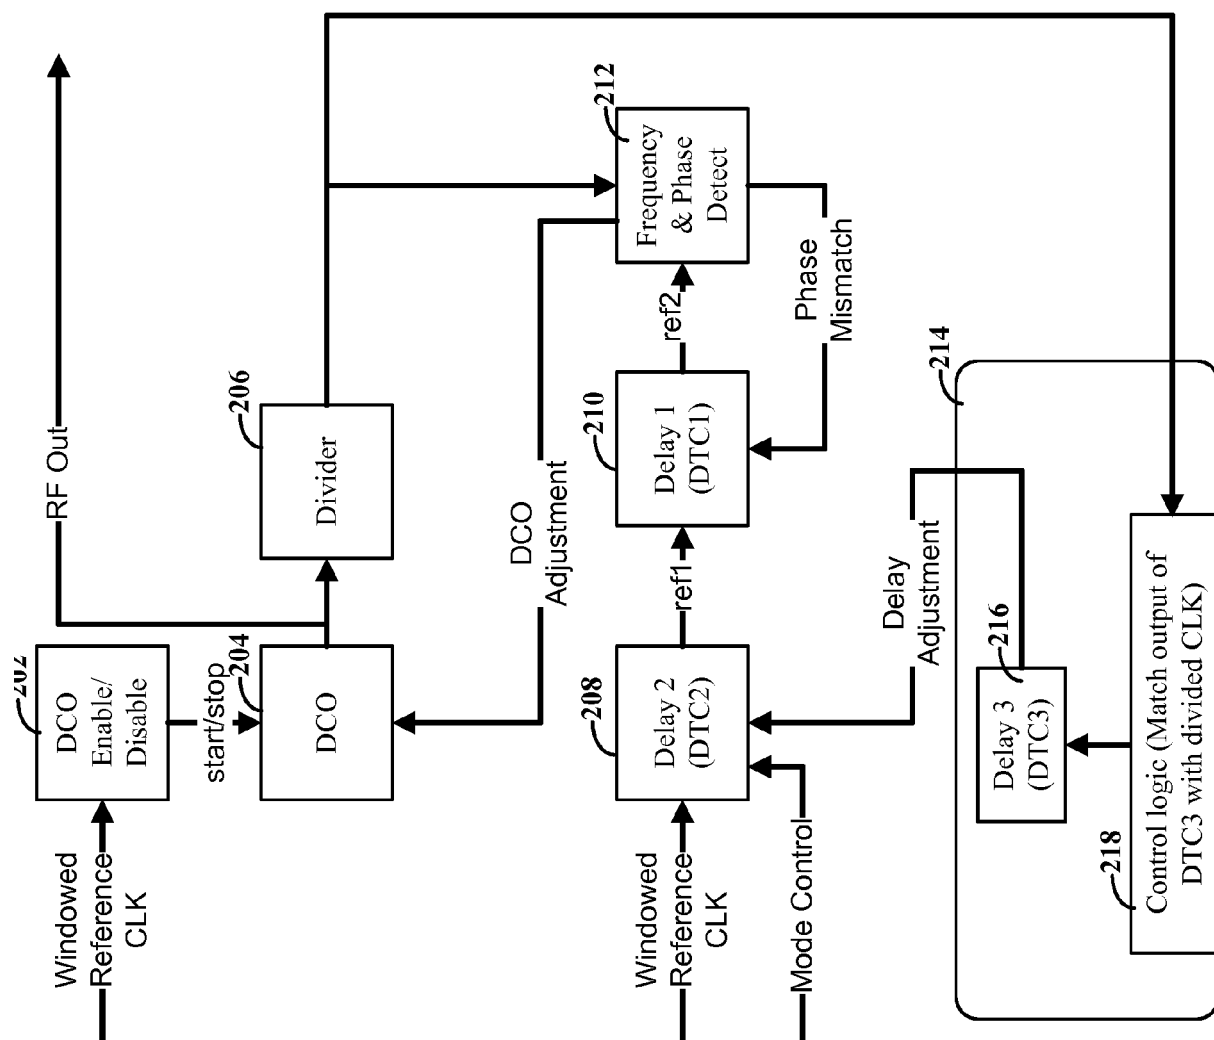 Windowed
Reference
CLK
202
DCO
Enable/
Disable
start/stop
204
DCO
RF Out
206
Divider
DCO
Adjustment
Windowed
Reference
CLK
Mode Control
208
Delay 2
(DTC2)
ref1
210
Delay 1
(DTC1)
ref2
212
Frequency
& Phase
Detect
Phase
Mismatch
Delay
Adjustment
214
216
Delay 3
(DTC3)
218
Control logic (Match output of
DTC3 with divided CLK)